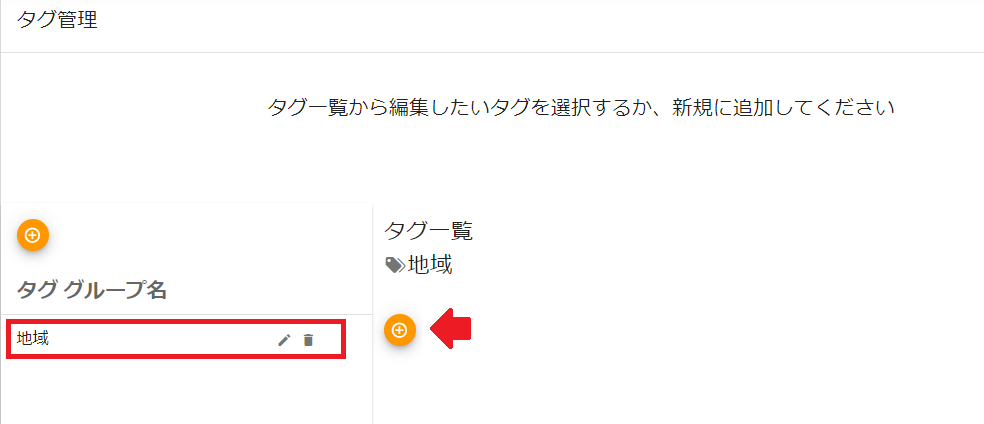 タグ管理
タグ一覧から編集したいタグを選択するか、新規に追加してください
タグ グループ名
地域
タグ一覧
地域